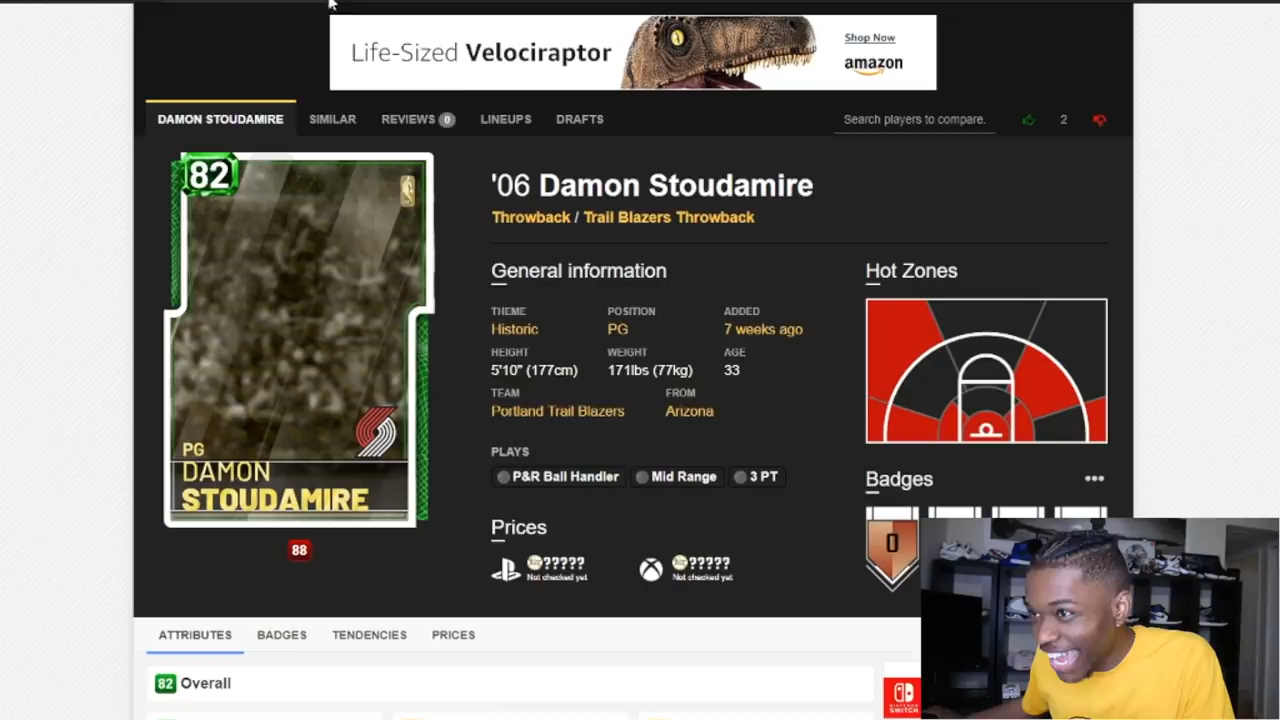 Life-Sized Velociraptor
Shop Now
amazon
DAMON STOUDAMIRE
SIMILAR
REVIEWS 0
LINEUPS
DRAFTS
Search players to compare.
2
82
PG
DAMON
STOUDAMIRE
88
'06 Damon Stoudamire
Throwback / Trail Blazers Throwback
General information
THEME POSITION ADDED
Historic PG 7 weeks ago
HEIGHT WEIGHT AGE
5'10" (177cm) 171lbs (77kg) 33
TEAM FROM
Portland Trail Blazers Arizona
PLAYS
P&R Ball Handler Mid Range 3 PT
Prices
????? ?????
Not checked yet Not checked yet
Hot Zones
Badges
0
ATTRIBUTES BADGES TENDENCIES PRICES
82 Overall
NINTENDO
SWITCH